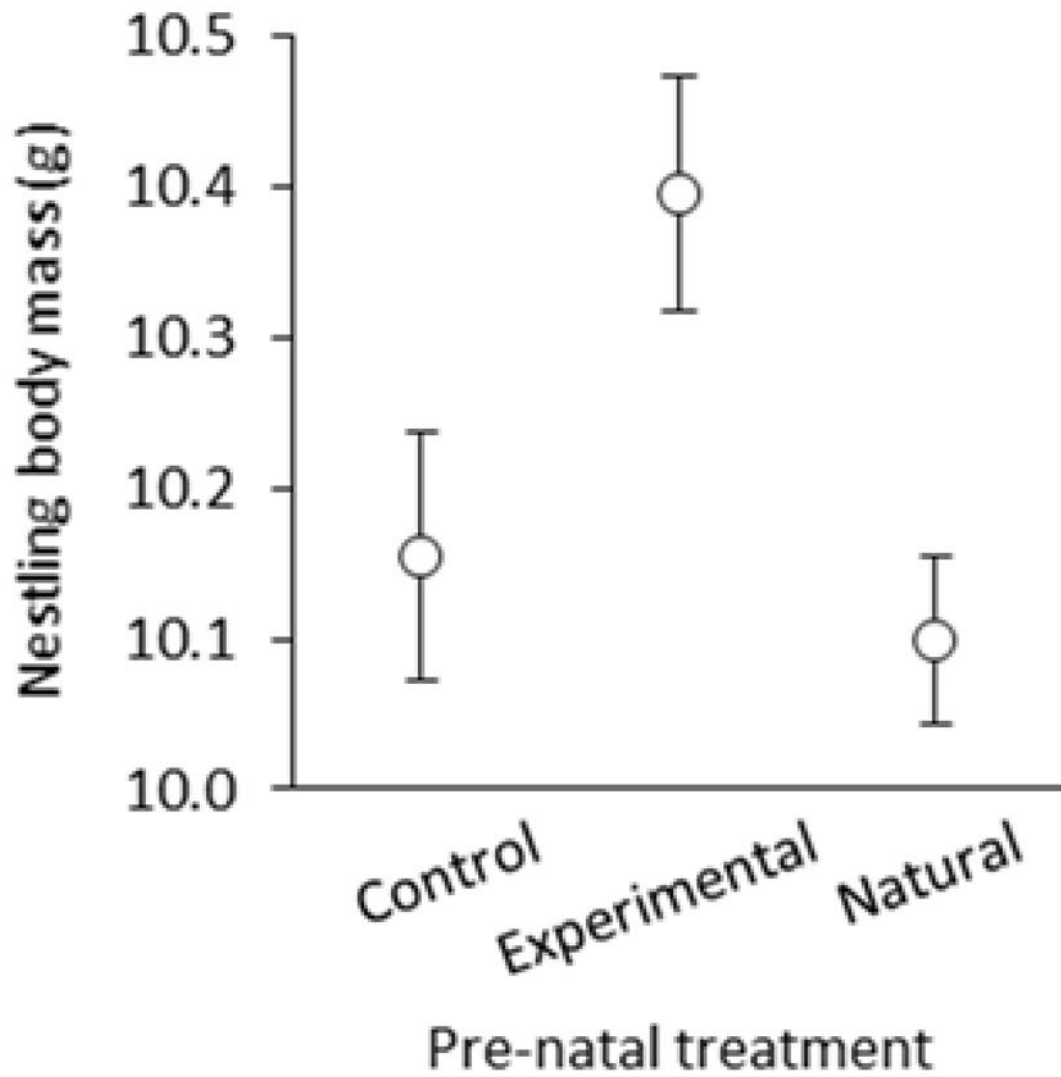 Nestling body mass (g)
10.5
10.4
10.3
10.2
10.1
10.0
Control
Experimental
Natural
Pre-natal treatment